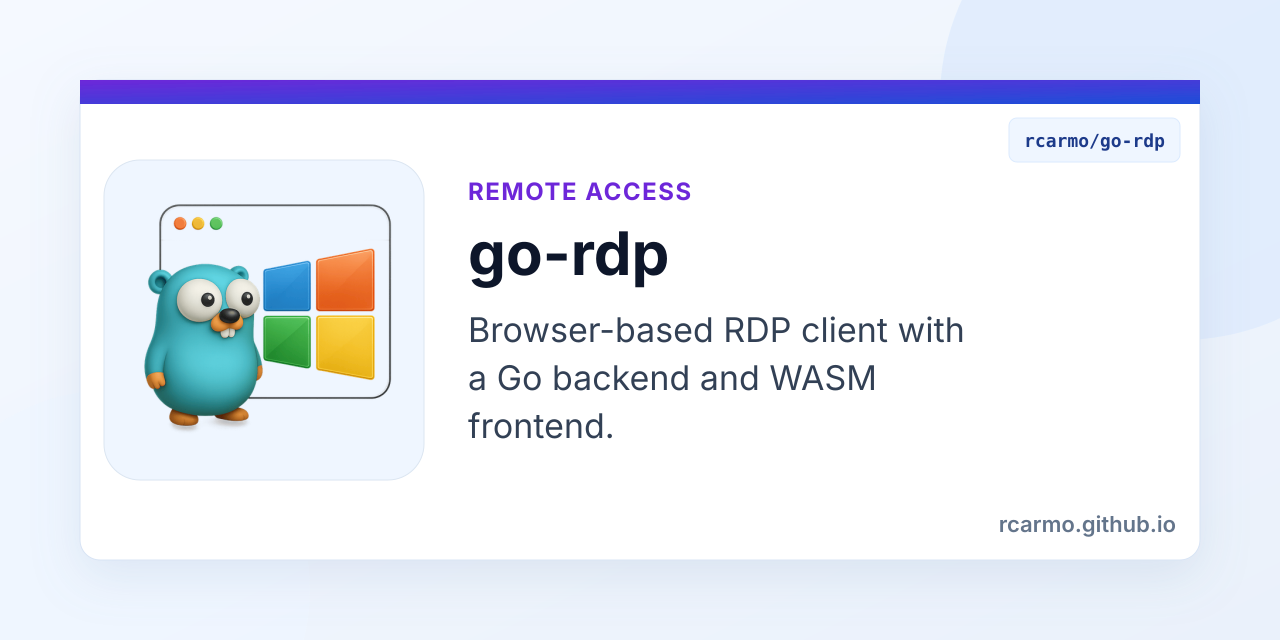 rcarmo/go-rdp
REMOTE ACCESS
go-rdp
Browser-based RDP client with
a Go backend and WASM
frontend.
rcarmo.github.io